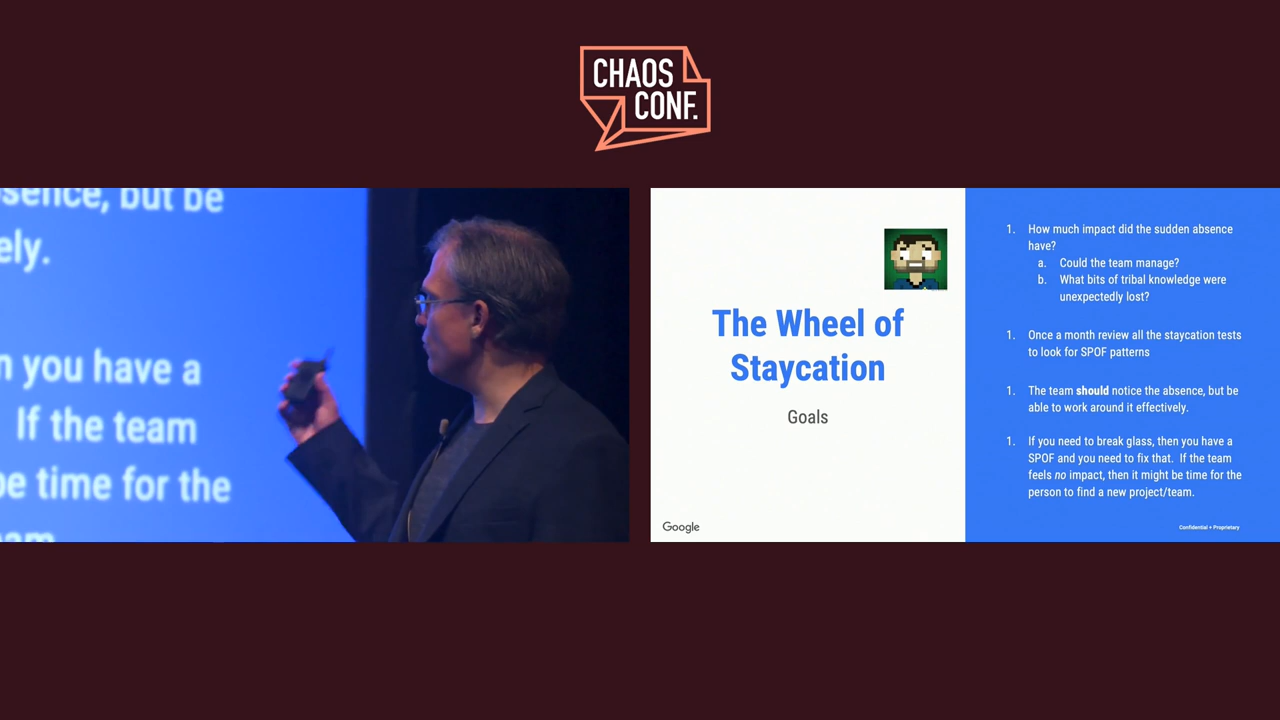 CHAOS
CONF.
sence, but be
ely.
n you have a
If the team
be time for the
The Wheel of
Staycation
Goals
Google
1. How much impact did the sudden absence
have?
a. Could the team manage?
b. What bits of tribal knowledge were
unexpectedly lost?
1. Once a month review all the staycation tests
to look for SPOF patterns
1. The team should notice the absence, but be
able to work around it effectively.
1. If you need to break glass, then you have a
SPOF and you need to fix that. If the team
feels no impact, then it might be time for the
person to find a new project/team.
Confidential + Proprietary